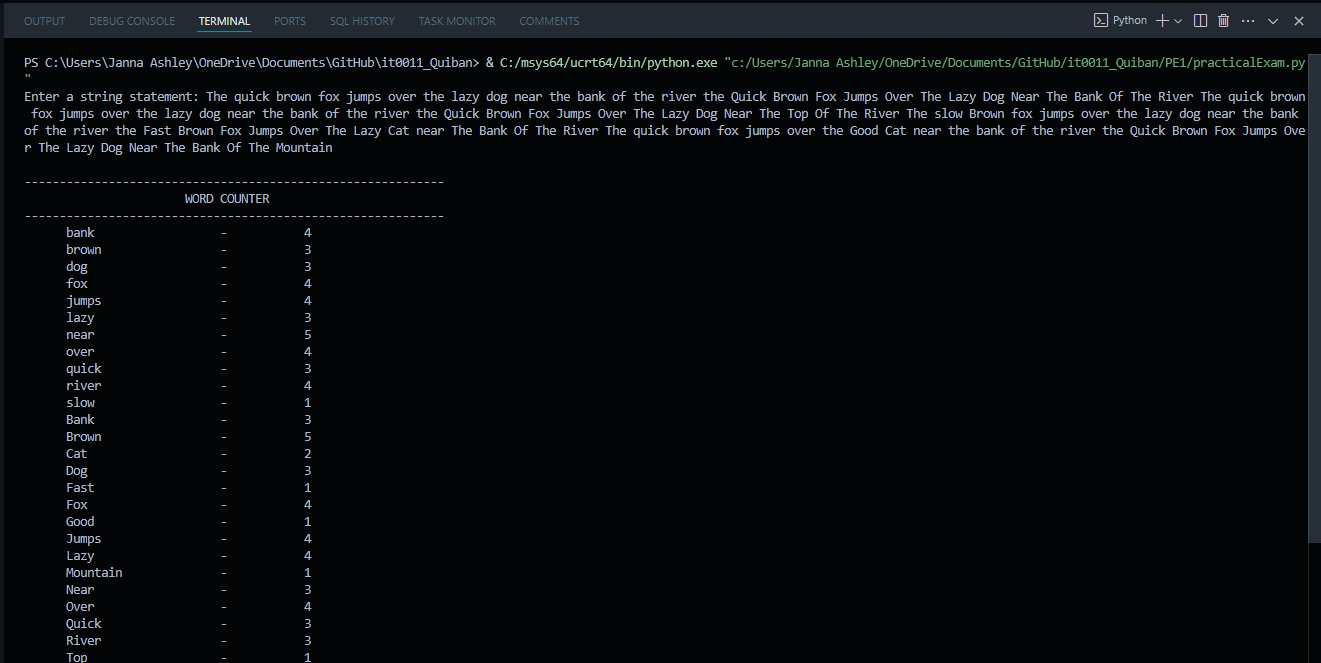 OUTPUT DEBUG CONSOLE TERMINAL PORTS SQL HISTORY TASK MONITOR COMMENTS Python
PS C:\Users\Janna Ashley\OneDrive\Documents\GitHub\it0011_Quiban> & C:/msys64/ucrt64/bin/python.exe "c:/Users/Janna Ashley/OneDrive/Documents/GitHub/it0011_Quiban/PE1/practicalExam.py
"
Enter a string statement: The quick brown fox jumps over the lazy dog near the bank of the river the Quick Brown Fox Jumps Over The Lazy Dog Near The Bank Of The River The quick brown
fox jumps over the lazy dog near the bank of the river the Quick Brown Fox Jumps Over The Lazy Dog Near The Top Of The River The slow Brown fox jumps over the lazy dog near the bank
of the river the Fast Brown Fox Jumps Over The Lazy Cat near The Bank Of The River The quick brown fox jumps over the Good Cat near the bank of the river the Quick Brown Fox Jumps Ove
r The Lazy Dog Near The Bank Of The Mountain
------------------------------------------------------------
WORD COUNTER
------------------------------------------------------------
bank - 4
brown - 3
dog - 3
fox - 4
jumps - 4
lazy - 3
near - 5
over - 4
quick - 3
river - 4
slow - 1
Bank - 3
Brown - 5
Cat - 2
Dog - 3
Fast - 1
Fox - 4
Good - 1
Jumps - 4
Lazy - 4
Mountain - 1
Near - 3
Over - 4
Quick - 3
River - 3
Top - 1